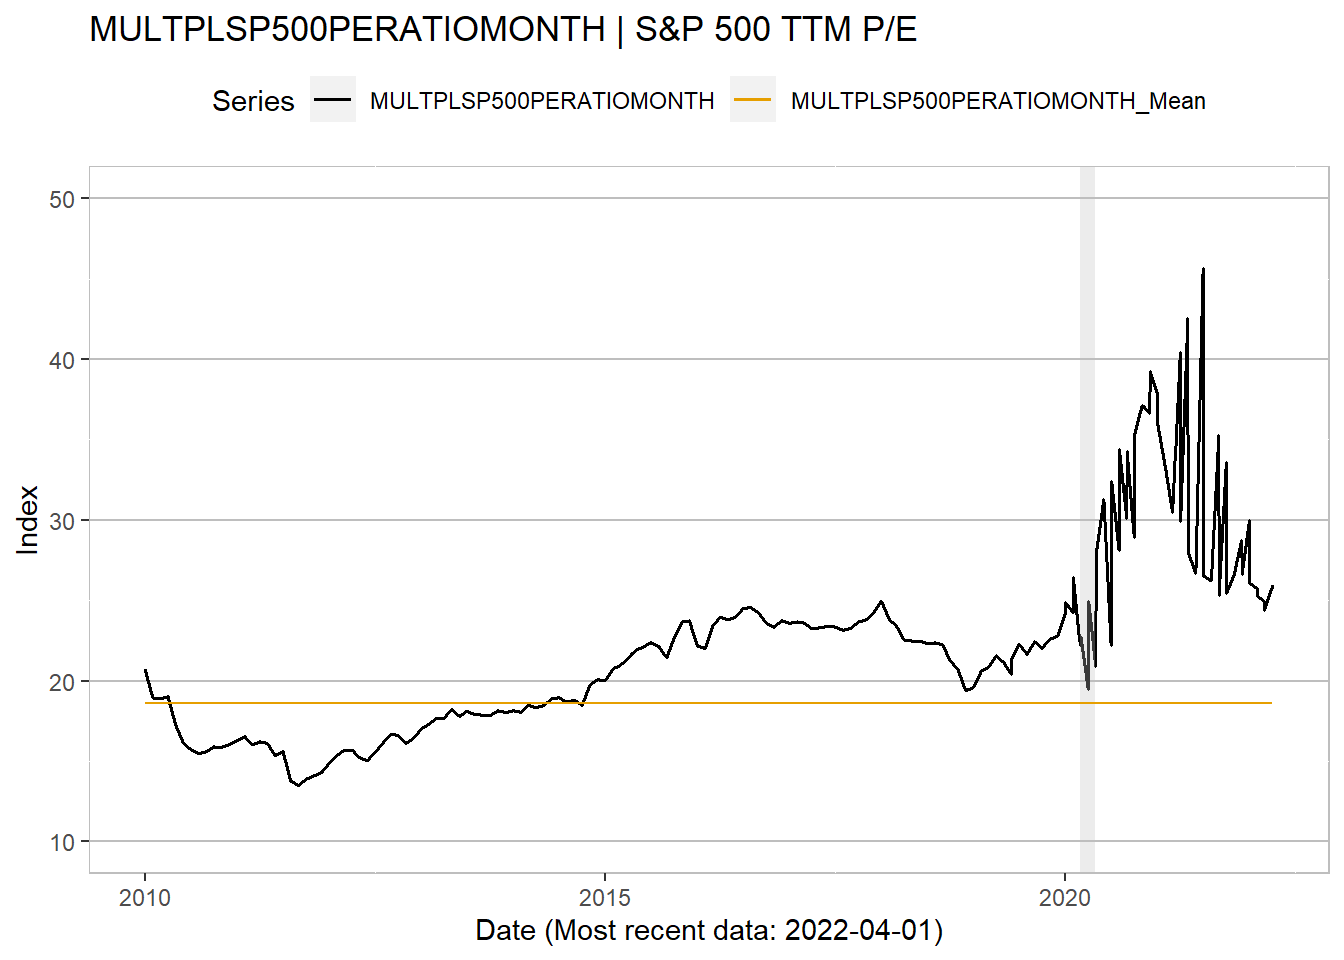 MULTPLSP500PERATIOMONTH | S&P 500 TTM P/E
Series MULTPLSP500PERATIOMONTH MULTPLSP500PERATIOMONTH_Mean
50
40
30
20
10
Index
2010 2015 2020
Date (Most recent data: 2022-04-01)